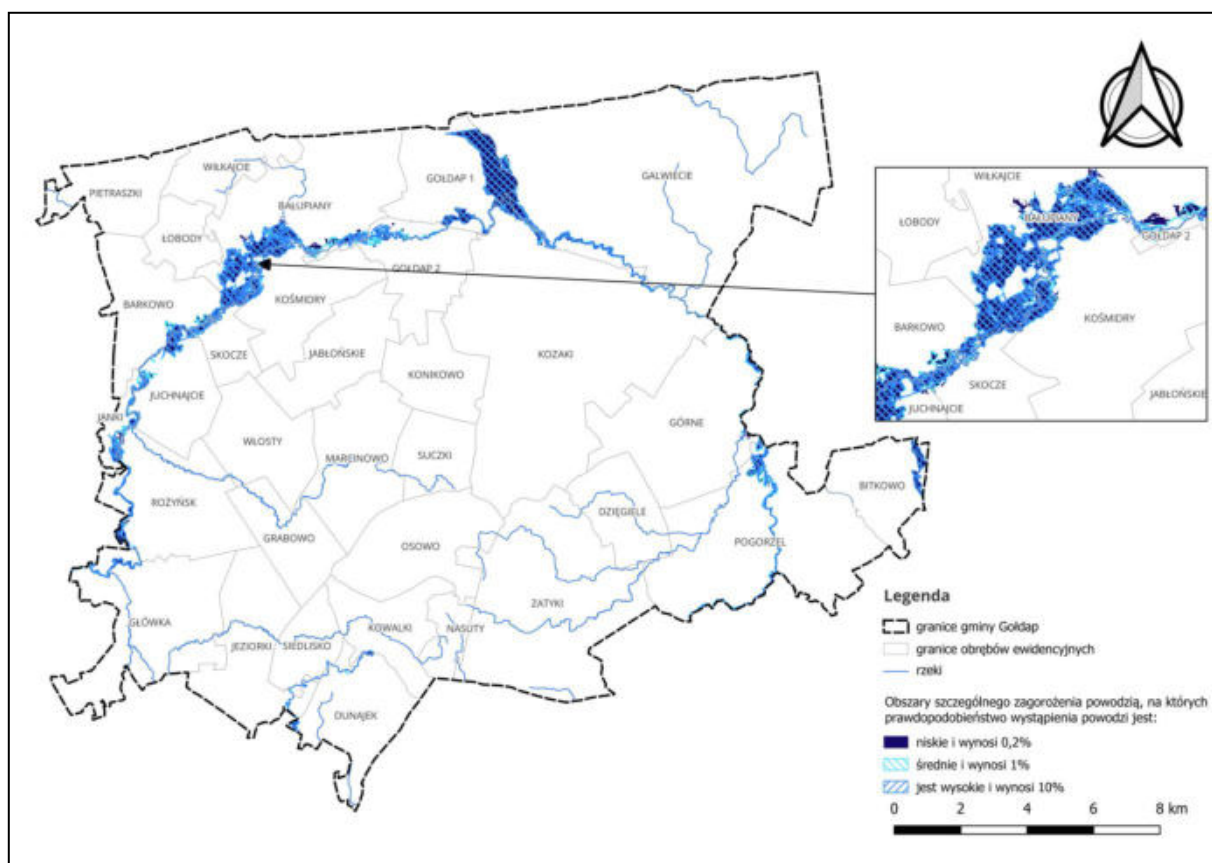 WIŁKAJCIE
PIETRASZKI
GOŁDAP 1
GALWIECIE
BAŁUPIANY
ŁOBODY
GOŁDAP 2
BARKOWO
KOŚMIDRY
SKOCZE
JABŁOŃSKIE
KOZAKI
KONIKOWO
JUCHNAJCIE
JANKI
GÓRNE
WŁOSTY
MAREINOWO
SUCZKI
ROŻYŃSK
BITKOWO
DZIĘGIELE
GRABOWO
OSOWO
POGORZEL
ZATYKI
GŁÓWKA
KOWALKI
NASUTY
JEZIORKI
SIEDLISKO
DUNAJEK
WIŁKAJCIE
ŁOBODY
BAŁUPIANY
GOŁDAP 2
BARKOWO
KOŚMIDRY
SKOCZE
JABŁOŃSKIE
JUCHNAJCIE
Legenda
granice gminy Gołdap
granice obrębów ewidencyjnych
rzeki
Obszary szczególnego zagorożenia powodzią, na których
prawdopodobieństwo wystąpienia powodzi jest:
niskie i wynosi 0,2%
średnie i wynosi 1%
jest wysokie i wynosi 10%
0 2 4 6 8 km